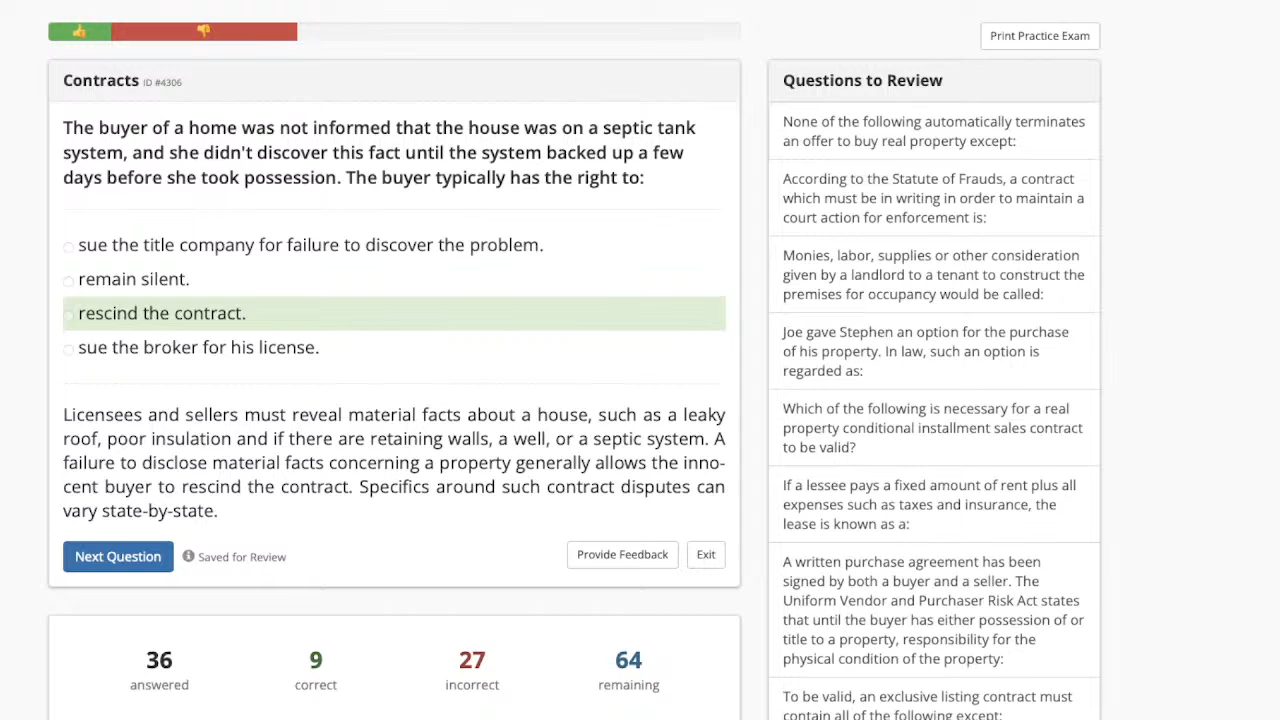 Print Practice Exam
Contracts ID #4306
The buyer of a home was not informed that the house was on a septic tank
system, and she didn't discover this fact until the system backed up a few
days before she took possession. The buyer typically has the right to:
sue the title company for failure to discover the problem.
remain silent.
rescind the contract.
sue the broker for his license.
Licensees and sellers must reveal material facts about a house, such as a leaky
roof, poor insulation and if there are retaining walls, a well, or a septic system. A
failure to disclose material facts concerning a property generally allows the inno-
cent buyer to rescind the contract. Specifics around such contract disputes can
vary state-by-state.
Next Question
Saved for Review
Provide Feedback
Exit
36
answered
9
correct
27
incorrect
64
remaining
Questions to Review
None of the following automatically terminates
an offer to buy real property except:
According to the Statute of Frauds, a contract
which must be in writing in order to maintain a
court action for enforcement is:
Monies, labor, supplies or other consideration
given by a landlord to a tenant to construct the
premises for occupancy would be called:
Joe gave Stephen an option for the purchase
of his property. In law, such an option is
regarded as:
Which of the following is necessary for a real
property conditional installment sales contract
to be valid?
If a lessee pays a fixed amount of rent plus all
expenses such as taxes and insurance, the
lease is known as a:
A written purchase agreement has been
signed by both a buyer and a seller. The
Uniform Vendor and Purchaser Risk Act states
that until the buyer has either possession of or
title to a property, responsibility for the
physical condition of the property:
To be valid, an exclusive listing contract must
contain all of the following except: